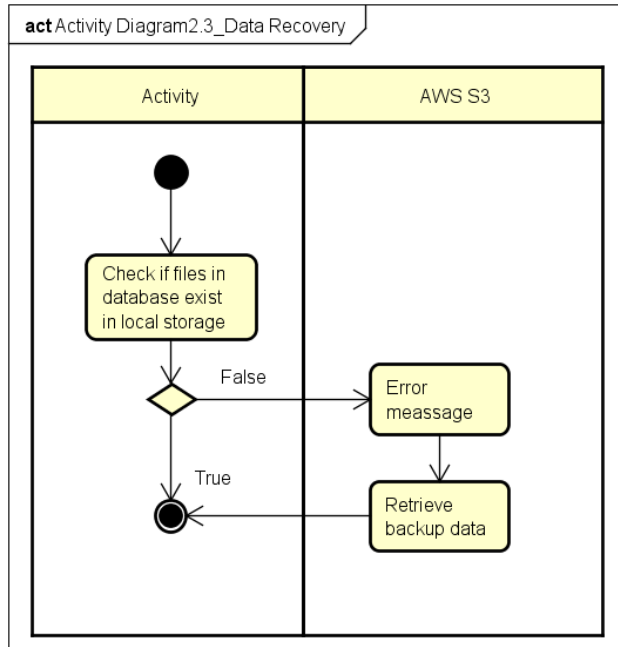 act Activity Diagram2.3_Data Recovery
Activity
AWS S3
Check if files in
database exist
in local storage
False
Error
meassage
True
Retrieve
backup data